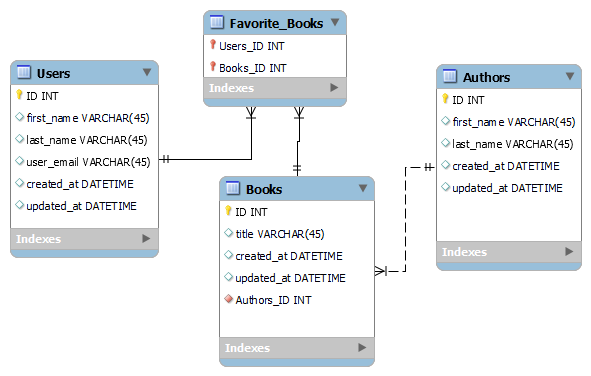 Favorite_Books
Users_ID INT
Books_ID INT
Indexes
Users
ID INT
first_name VARCHAR(45)
last_name VARCHAR(45)
user_email VARCHAR(45)
created_at DATETIME
updated_at DATETIME
Indexes
Authors
ID INT
first_name VARCHAR(45)
last_name VARCHAR(45)
created_at DATETIME
updated_at DATETIME
Indexes
Books
ID INT
title VARCHAR(45)
created_at DATETIME
updated_at DATETIME
Authors_ID INT
Indexes